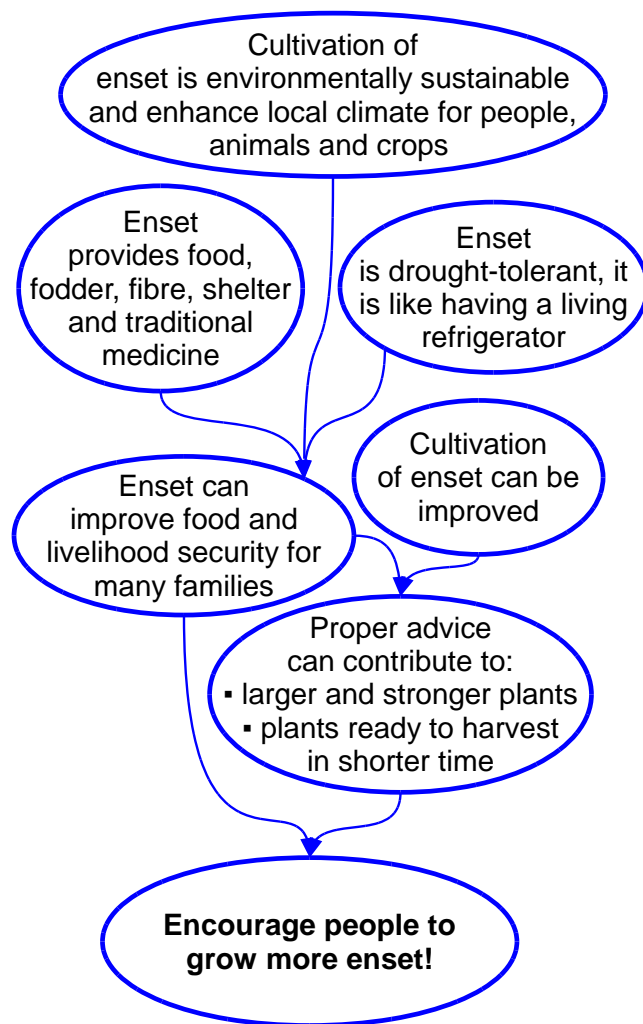 Cultivation of
enset is environmentally sustainable
and enhance local climate for people,
animals and crops
Enset
provides food,
fodder, fibre, shelter
and traditional
medicine
Enset
is drought-tolerant, it
is like having a living
refrigerator
Cultivation
of enset can be
improved
Enset can
improve food and
livelihood security for
many families
Proper advice
can contribute to:
▪ larger and stronger plants
▪ plants ready to harvest
in shorter time
Encourage people to
grow more enset!